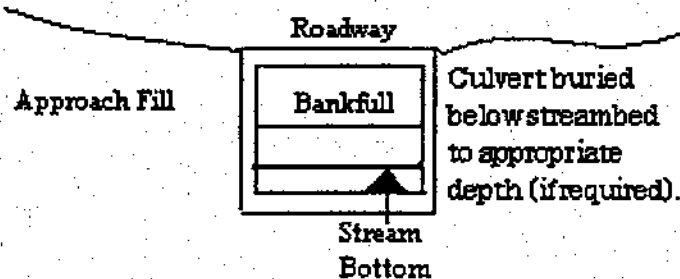 Roadway
Approach Fill
Bankfull
Culvert buried
below streambed
to appropriate
depth (if required).
Stream
Bottom